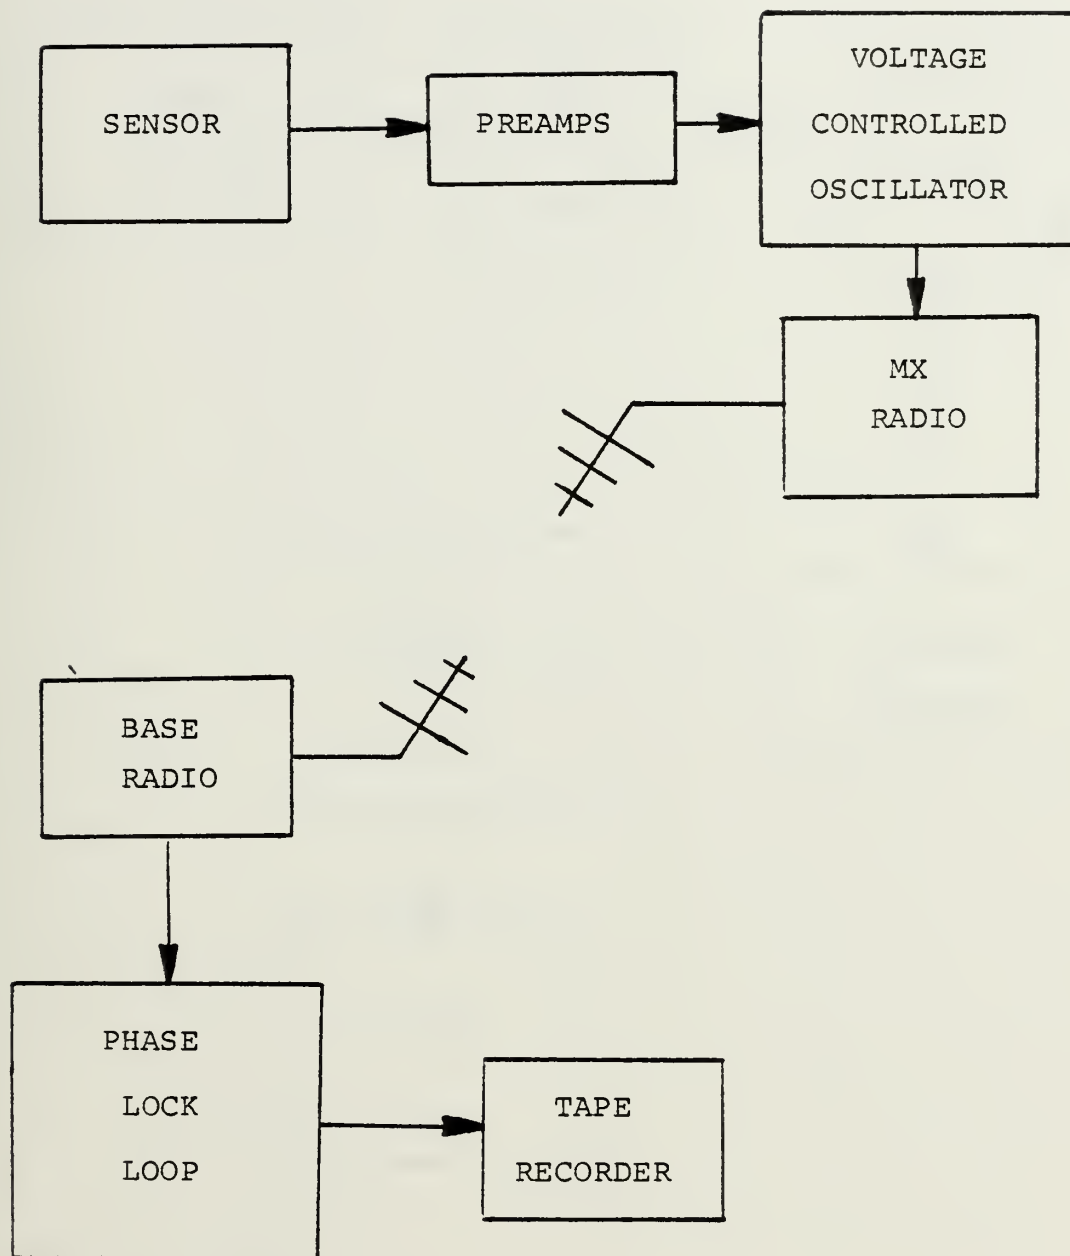 SENSOR
PREAMPS
VOLTAGE
CONTROLLED
OSCILLATOR
MX
RADIO
BASE
RADIO
PHASE
LOCK
LOOP
TAPE
RECORDER